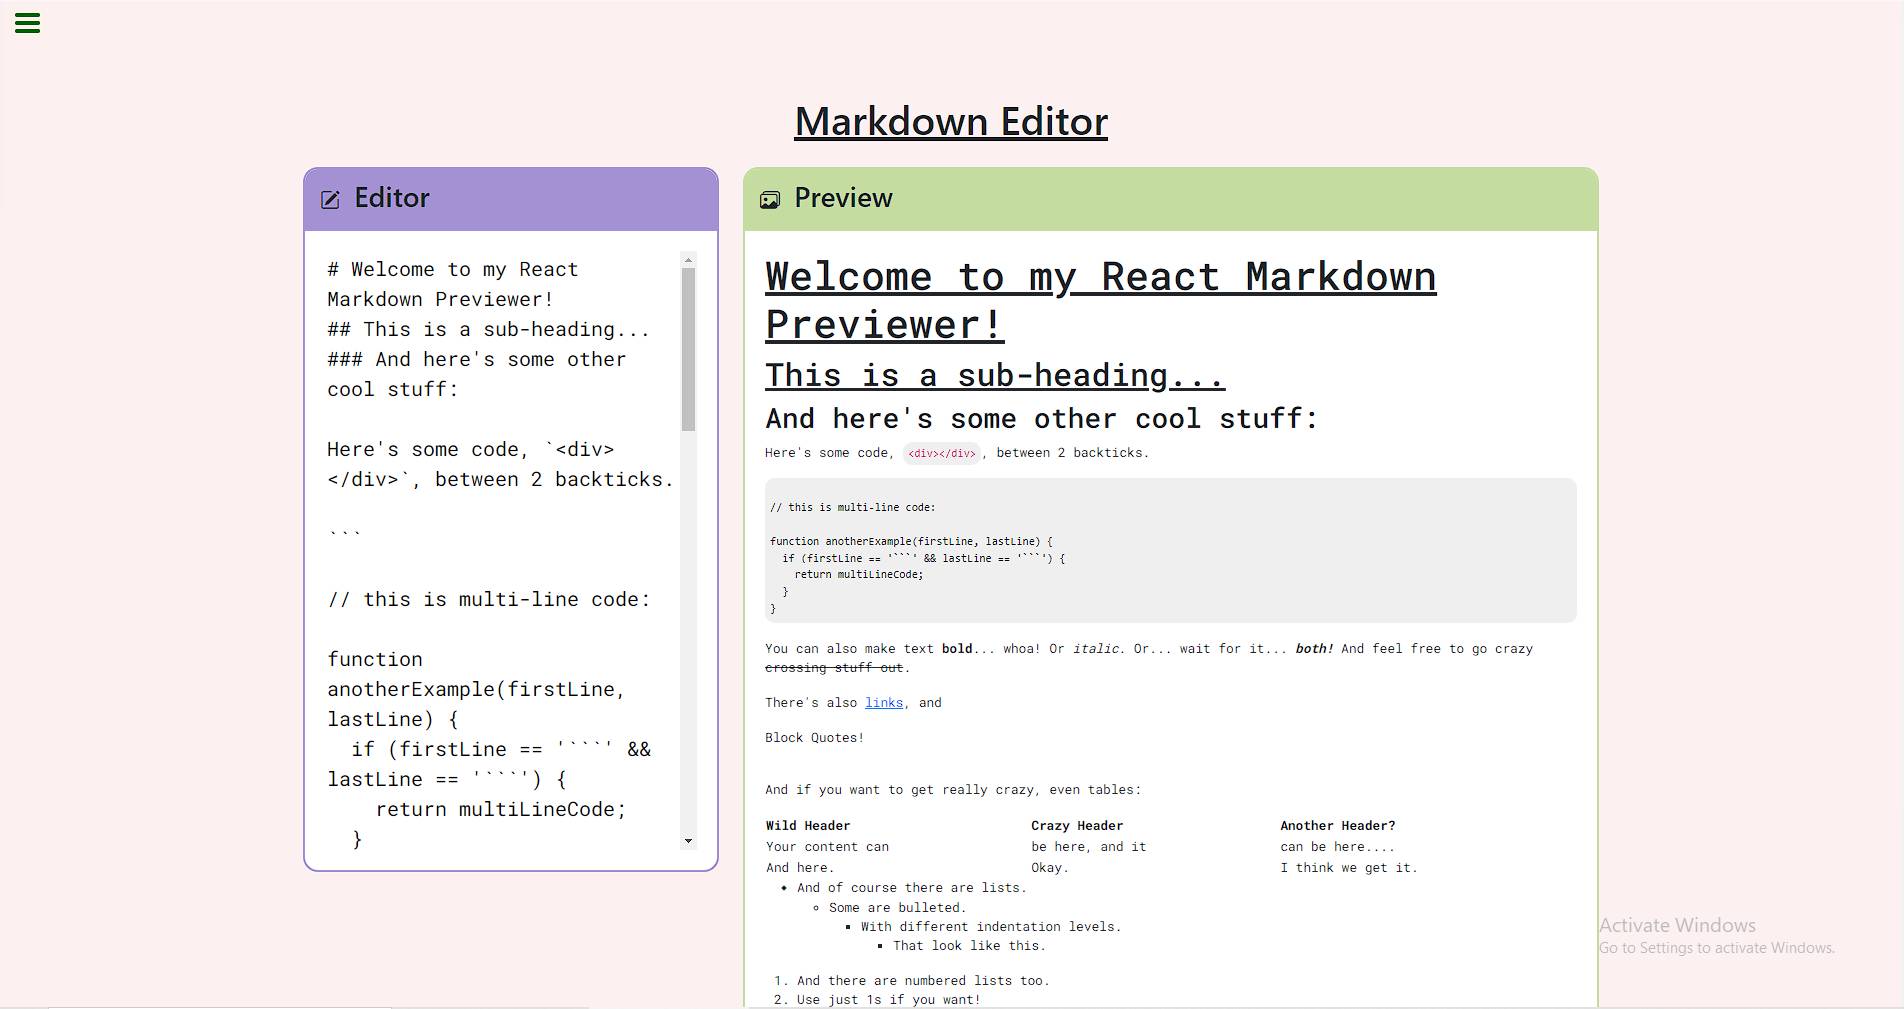 Markdown Editor
Editor
# Welcome to my React
Markdown Previewer!
## This is a sub-heading...
### And here's some other
cool stuff:
Here's some code, `<div>
</div>`, between 2 backticks.
```
// this is multi-line code:
function
anotherExample(firstLine,
lastLine) {
  if (firstLine == '```' &&
lastLine == '```') {
    return multiLineCode;
  }
Preview
Welcome to my React Markdown
Previewer!
This is a sub-heading...
And here's some other cool stuff:
Here's some code, <div></div>, between 2 backticks.
// this is multi-line code:
function anotherExample(firstLine, lastLine) {
  if (firstLine == '```' && lastLine == '```') {
    return multiLineCode;
  }
}
You can also make text bold... whoa! Or italic. Or... wait for it... both! And feel free to go crazy
crossing stuff out.
There's also links, and
Block Quotes!
And if you want to get really crazy, even tables:
Wild Header Crazy Header Another Header?
Your content can be here, and it can be here....
And here. Okay. I think we get it.
• And of course there are lists.
◦ Some are bulleted.
▪ With different indentation levels.
▪ That look like this.
1. And there are numbered lists too.
2. Use just 1s if you want!
Activate Windows
Go to Settings to activate Windows.